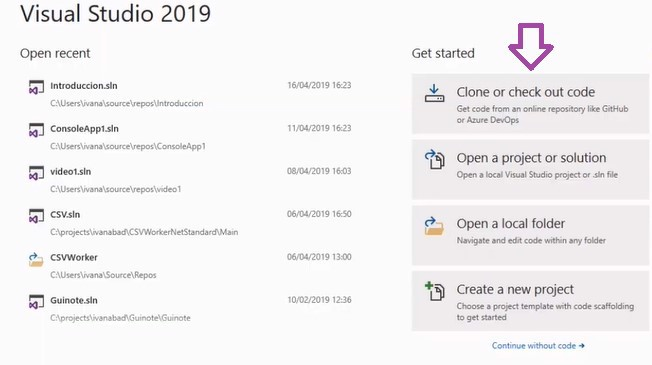 Visual Studio 2019
Open recent
Introduccion.sln 16/04/2019 16:23
C:\Users\ivana\source\repos\Introduccion
ConsoleApp1.sln 11/04/2019 16:23
C:\Users\ivana\source\repos\ConsoleApp1
video1.sln 08/04/2019 16:03
C:\Users\ivana\source\repos\video1
CSV.sln 06/04/2019 16:50
C:\projects\ivanabad\CSVWorkerNetStandard\Main
CSVWorker 06/04/2019 13:00
C:\Users\ivana\Source\Repos
Guinote.sln 10/02/2019 12:36
C:\projects\ivanabad\Guinote\Guinote
Get started
Clone or check out code
Get code from an online repository like GitHub
or Azure DevOps
Open a project or solution
Open a local Visual Studio project or .sln file
Open a local folder
Navigate and edit code within any folder
Create a new project
Choose a project template with code scaffolding
to get started
Continue without code →